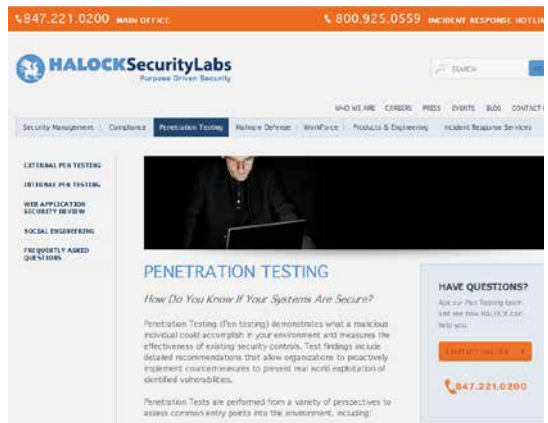 847.221.0200 MAIN OFFICE
800.925.0559 INCIDENT RESPONSE HOTLIN
HALOCKSecurityLabs
Purpose Driven Security
SEARCH
WHO WE ARE CAREERS PRESS EVENTS BLOG CONTACT
Security Management Compliance Penetration Testing Malware Defense Workforce Products & Engineering Incident Response Services
EXTERNAL PEN TESTING
INTERNAL PEN TESTING
WEB APPLICATION
SECURITY REVIEW
SOCIAL ENGINEERING
FREQUENTLY ASKED
QUESTIONS
PENETRATION TESTING
How Do You Know If Your Systems Are Secure?
Penetration Testing (Pen testing) demonstrates what a malicious
individual could accomplish in your environment and measures the
effectiveness of existing security controls. Test findings include
detailed recommendations that allow organizations to proactively
implement countermeasures to prevent real world exploitation of
identified vulnerabilities.
Penetration Tests are performed from a variety of perspectives to
assess common entry points into the environment, including:
HAVE QUESTIONS?
Ask our Pen Testing team
and see how HALOCK can
help you.
847.221.0200